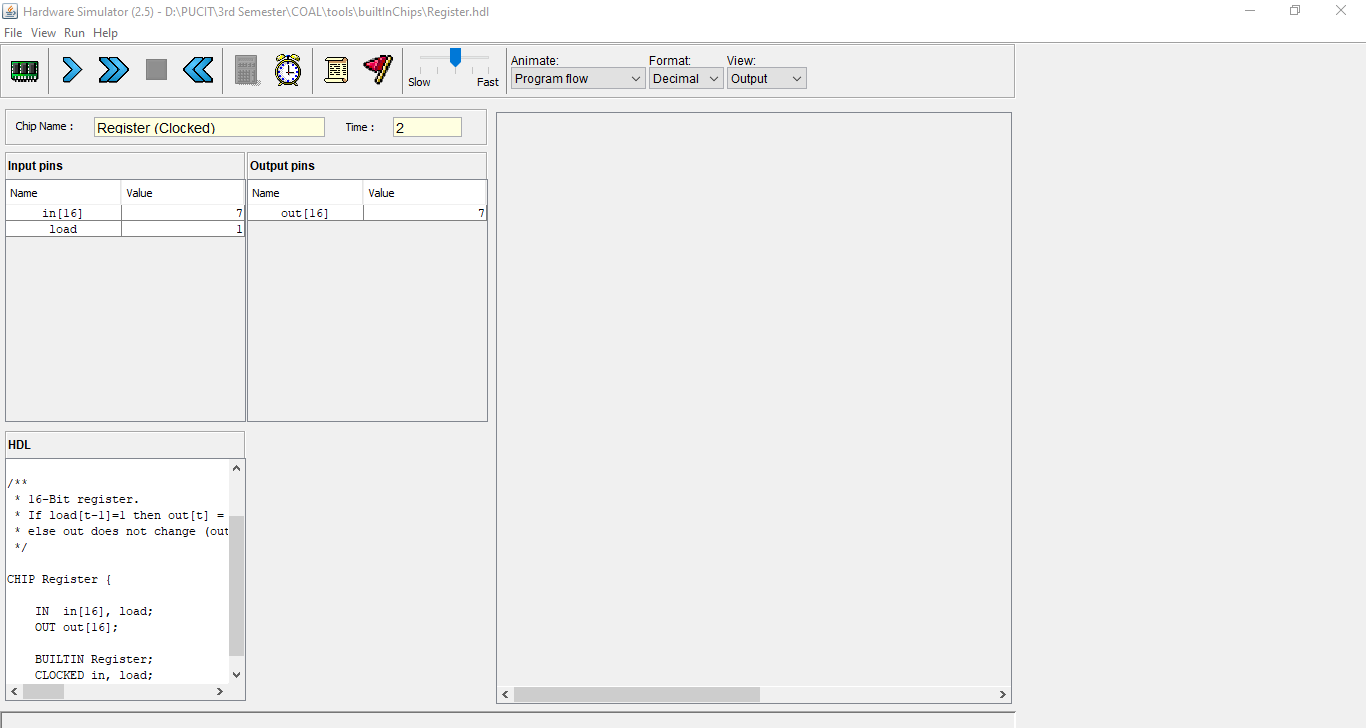 Hardware Simulator (2.5) - D:\PUCIT\3rd Semester\COAL\tools\builtInChips\Register.hdl
File View Run Help
Slow Fast
Animate: Format: View:
Program flow Decimal Output
Chip Name : Register (Clocked) Time : 2
Input pins Output pins
Name Value Name Value
in[16] 7 out[16] 7
load 1
HDL
/**
* 16-Bit register.
* If load[t-1]=1 then out[t] =
* else out does not change (out
*/
CHIP Register {
IN in[16], load;
OUT out[16];
BUILTIN Register;
CLOCKED in, load;